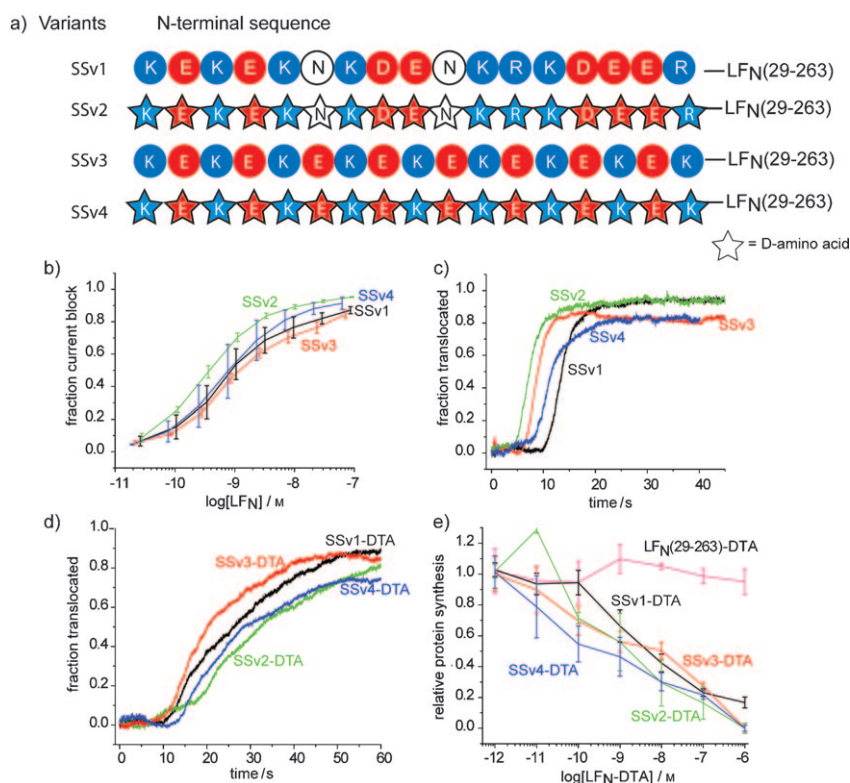 a) Variants N-terminal sequence
SSv1 K E K E K N K D E N K R K D E E R —LF_N(29-263)
SSv2 K E K E K N K D E N K R K D E E R —LF_N(29-263)
SSv3 K E K E K E K E K E K E K E K E K —LF_N(29-263)
SSv4 K E K E K E K E K E K E K E K E K —LF_N(29-263)
= D-amino acid
b)
fraction current block
1.0
0.8
0.6
0.4
0.2
0.0
SSv2
SSv4
SSv1
SSv3
-11 -10 -9 -8 -7
log[LF_N] / M
c)
fraction translocated
1.0
0.8
0.6
0.4
0.2
0.0
SSv2
SSv3
SSv4
SSv1
0 10 20 30 40
time /s
d)
fraction translocated
1.0
0.8
0.6
0.4
0.2
0.0
SSv1-DTA
SSv3-DTA
SSv4-DTA
SSv2-DTA
0 10 20 30 40 50 60
time/s
e)
relative protein synthesis
1.2
1.0
0.8
0.6
0.4
0.2
0.0
LF_N(29-263)-DTA
SSv1-DTA
SSv3-DTA
SSv4-DTA
SSv2-DTA
-12 -11 -10 -9 -8 -7 -6
log[LF_N-DTA] / M